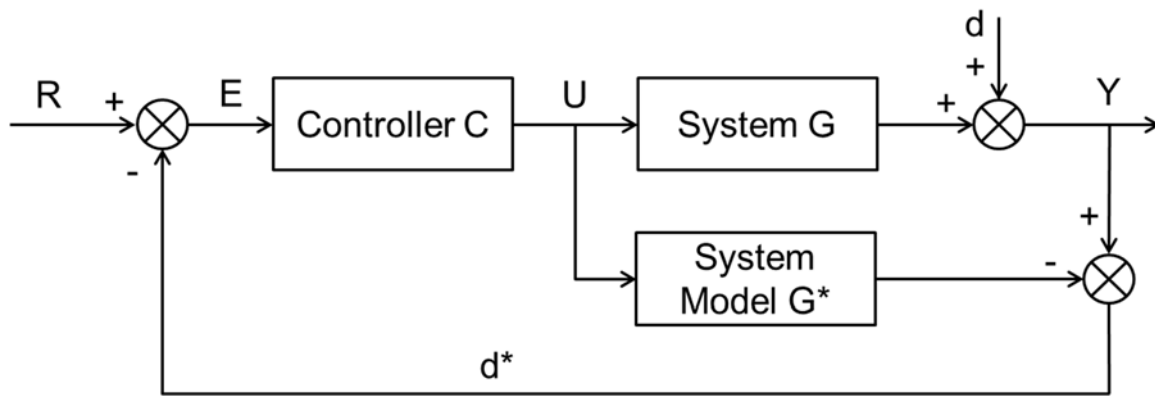 d
+
R
+
E
Controller C
U
System G
+
Y
-
+
System
Model G*
-
d*